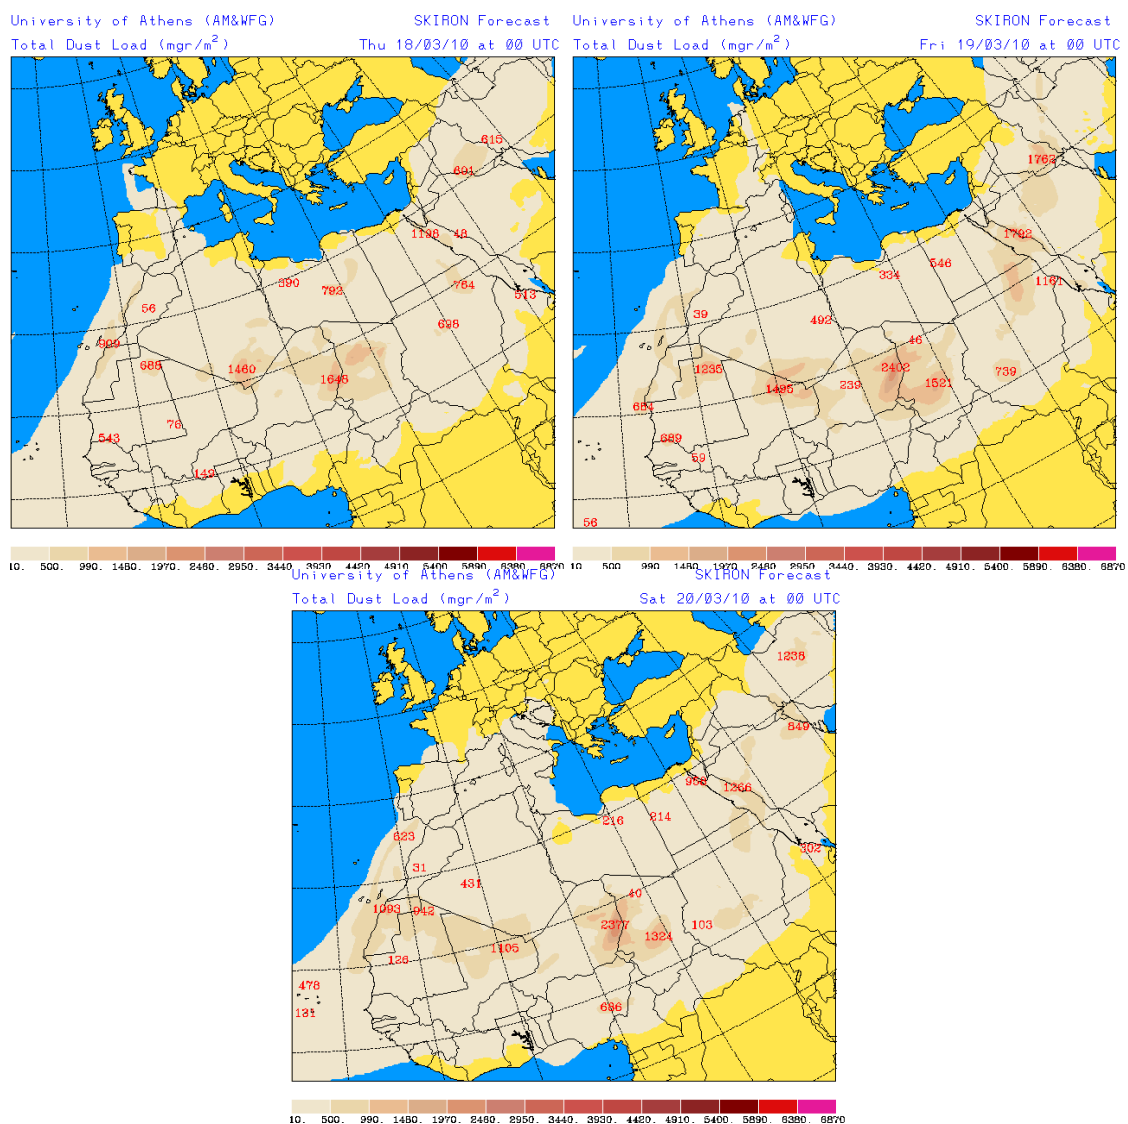 University of Athens (AM&WFG) SKIRON Forecast
Total Dust Load (mgr/m²) Thu 18/03/10 at 00 UTC
615
691
1198 48
390 792 764
513
56
698
909
688 1460 1648
76
543
149
10. 500. 990. 1480. 1970. 2460. 2950. 3440. 3930. 4420. 4910. 5400. 5890. 6380. 6870
University of Athens (AM&WFG) SKIRON Forecast
Total Dust Load (mgr/m²) Fri 19/03/10 at 00 UTC
1762
1792
546
334 1161
39 492
46
1235 2402 739
1495 239 1521
684
689
59
56
10. 500. 990. 1480. 1970. 2460. 2950. 3440. 3930. 4420. 4910. 5400. 5890. 6380. 6870
University of Athens (AM&WFG) SKIRON Forecast
Total Dust Load (mgr/m²) Sat 20/03/10 at 00 UTC
1238
849
958 1266
216 814
823 302
31
431
40
1093 942
2377 103
1324
1105
126
478
131
686
10. 500. 990. 1480. 1970. 2460. 2950. 3440. 3930. 4420. 4910. 5400. 5890. 6380. 6870